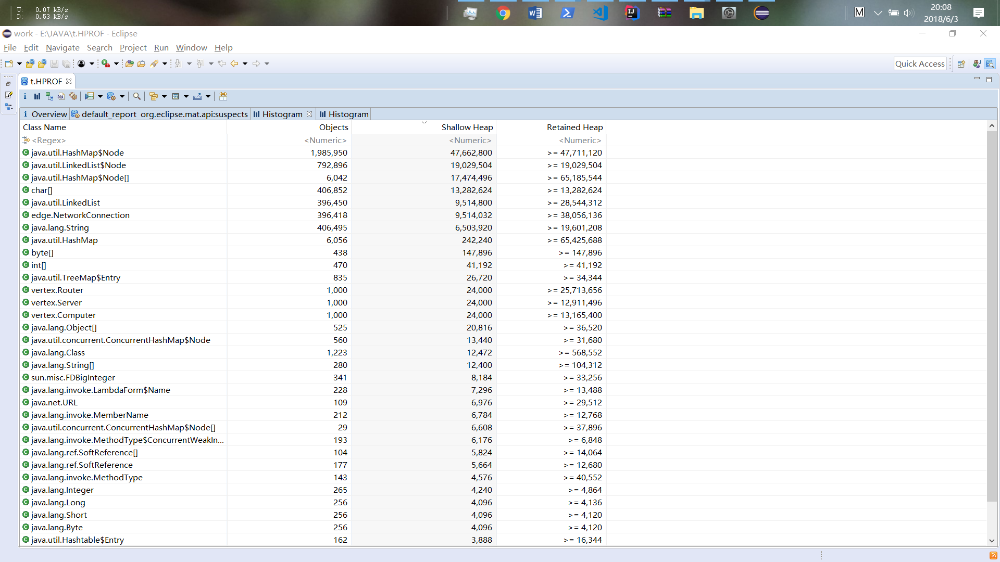 U: 0.07 kB/s
D: 0.53 kB/s
20:08
2018/6/3
work - E:\JAVA\t.HPROF - Eclipse
File Edit Navigate Search Project Run Window Help
Quick Access
t.HPROF
Overview default_report org.eclipse.mat.api:suspects Histogram Histogram
Class Name Objects Shallow Heap Retained Heap
<Regex> <Numeric> <Numeric> <Numeric>
java.util.HashMap$Node 1,985,950 47,662,800 >= 47,711,120
java.util.LinkedList$Node 792,896 19,029,504 >= 19,029,504
java.util.HashMap$Node[] 6,042 17,474,496 >= 65,185,544
char[] 406,852 13,282,624 >= 13,282,624
java.util.LinkedList 396,450 9,514,800 >= 28,544,312
edge.NetworkConnection 396,418 9,514,032 >= 38,056,136
java.lang.String 406,495 6,503,920 >= 19,601,208
java.util.HashMap 6,056 242,240 >= 65,425,688
byte[] 438 147,896 >= 147,896
int[] 470 41,192 >= 41,192
java.util.TreeMap$Entry 835 26,720 >= 34,344
vertex.Router 1,000 24,000 >= 25,713,656
vertex.Server 1,000 24,000 >= 12,911,496
vertex.Computer 1,000 24,000 >= 13,165,400
java.lang.Object[] 525 20,816 >= 36,520
java.util.concurrent.ConcurrentHashMap$Node 560 13,440 >= 31,680
java.lang.Class 1,223 12,472 >= 568,552
java.lang.String[] 280 12,400 >= 104,312
sun.misc.FDBigInteger 341 8,184 >= 33,256
java.lang.invoke.LambdaForm$Name 228 7,296 >= 13,488
java.net.URL 109 6,976 >= 29,512
java.lang.invoke.MemberName 212 6,784 >= 12,768
java.util.concurrent.ConcurrentHashMap$Node[] 29 6,608 >= 37,896
java.lang.invoke.MethodType$ConcurrentWeakIn... 193 6,176 >= 6,848
java.lang.ref.SoftReference[] 104 5,824 >= 14,064
java.lang.ref.SoftReference 177 5,664 >= 12,680
java.lang.invoke.MethodType 143 4,576 >= 40,552
java.lang.Integer 265 4,240 >= 4,864
java.lang.Long 256 4,096 >= 4,136
java.lang.Short 256 4,096 >= 4,120
java.lang.Byte 256 4,096 >= 4,120
java.util.Hashtable$Entry 162 3,888 >= 16,344